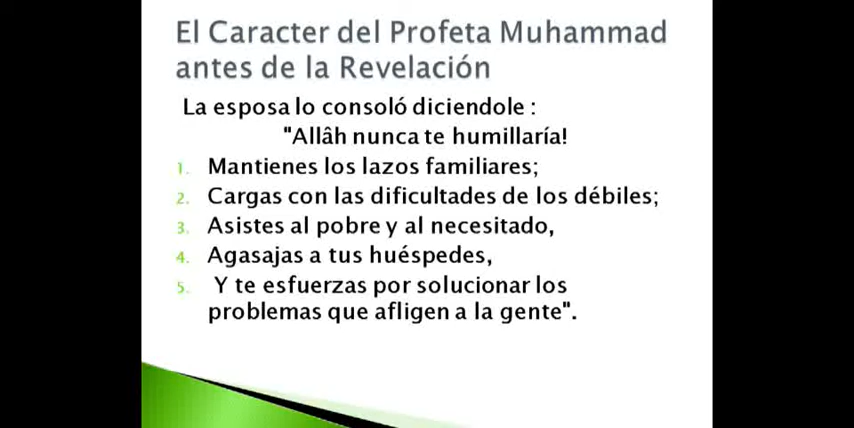 El Caracter del Profeta Muhammad
antes de la Revelación
La esposa lo consoló diciendole :
"Allâh nunca te humillaría!
1. Mantienes los lazos familiares;
2. Cargas con las dificultades de los débiles;
3. Asistes al pobre y al necesitado,
4. Agasajas a tus huéspedes,
5. Y te esfuerzas por solucionar los
problemas que afligen a la gente".